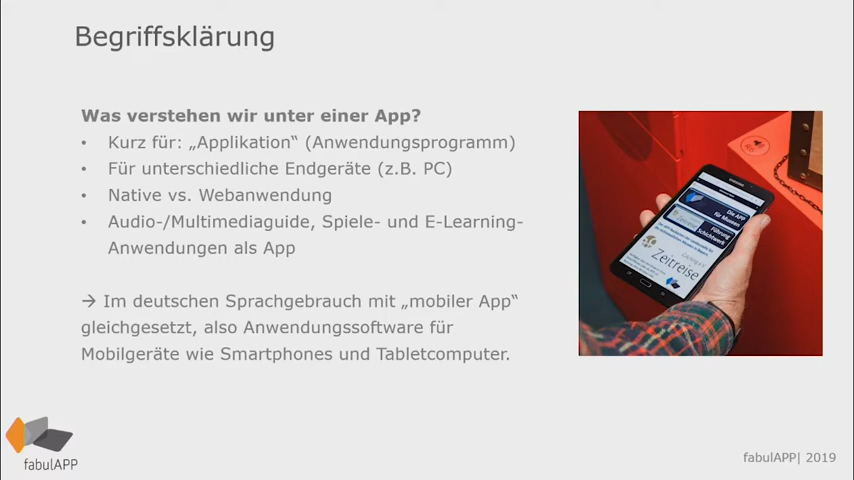 Begriffsklärung
Was verstehen wir unter einer App?
• Kurz für: „Applikation“ (Anwendungsprogramm)
• Für unterschiedliche Endgeräte (z.B. PC)
• Native vs. Webanwendung
• Audio-/Multimediaguide, Spiele- und E-Learning-
Anwendungen als App
→ Im deutschen Sprachgebrauch mit „mobiler App“
gleichgesetzt, also Anwendungssoftware für
Mobilgeräte wie Smartphones und Tabletcomputer.
SAMSUNG
Die APP
für Museen
Führung
Schichtwerk
Zeitreise
fabulAPP
fabulAPP| 2019